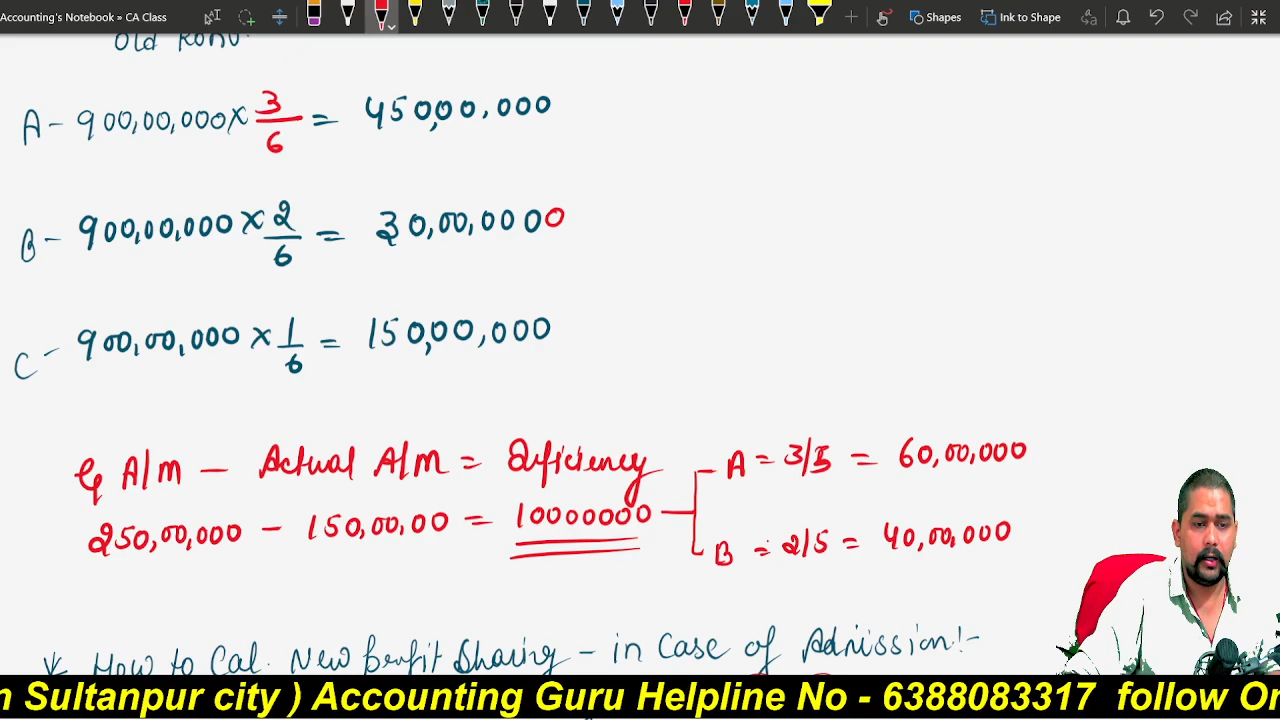 Accounting's Notebook » CA Class
Shapes
Ink to Shape
Old
A - 900,00,000 x 3/6 = 450,00,000
B - 900,00,000 x 2/6 = 30,00,0000
C - 900,00,000 x 1/6 = 150,00,000
A/m - Actual A/m = Deficiency
A = 3/5 = 60,00,000
250,00,000 - 150,00,00 = 10000000
B = 2/5 = 40,00,000
How to Cal. New Profit Sharing - in Case of Admission!-
n Sultanpur city ) Accounting Guru Helpline No - 6388083317 follow On